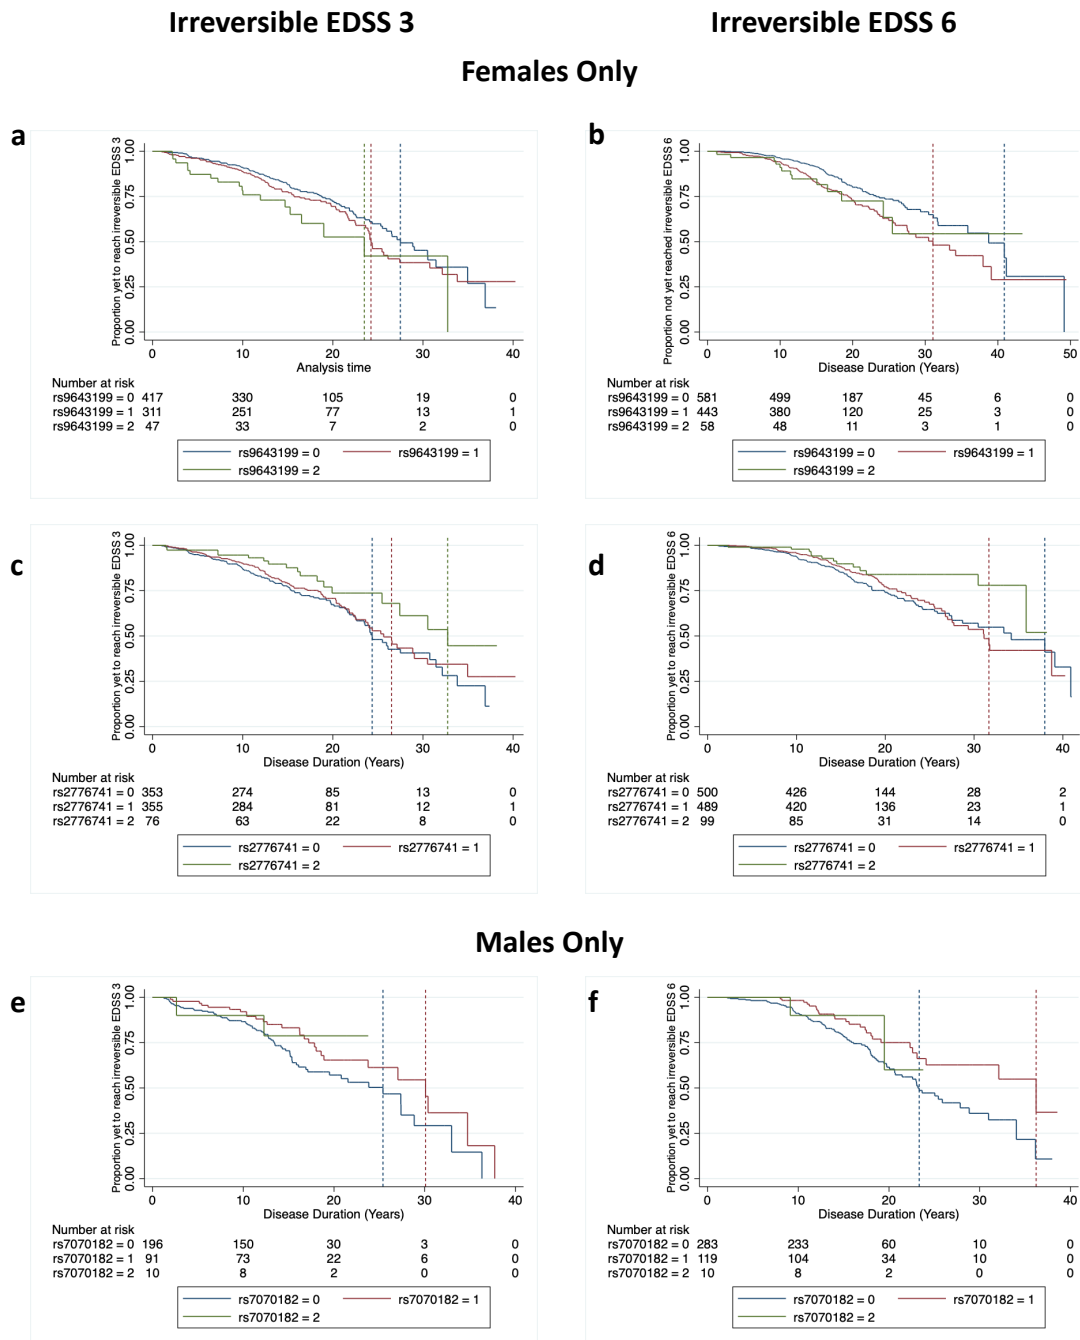 Irreversible EDSS 3
Irreversible EDSS 6
Females Only
a
Proportion yet to reach irreversible EDSS 3
1.00
0.75
0.50
0.25
0.00
0 10 20 30 40
Analysis time
Number at risk
rs9643199 = 0 417 330 105 19 0
rs9643199 = 1 311 251 77 13 1
rs9643199 = 2 47 33 7 2 0
rs9643199 = 0 rs9643199 = 1
rs9643199 = 2
b
Proportion not yet reached irreversible EDSS 6
1.00
0.75
0.50
0.25
0.00
0 10 20 30 40 50
Disease Duration (Years)
Number at risk
rs9643199 = 0 581 499 187 45 6 0
rs9643199 = 1 443 380 120 25 3 0
rs9643199 = 2 58 48 11 3 1 0
rs9643199 = 0 rs9643199 = 1
rs9643199 = 2
c
Proportion yet to reach irreversible EDSS 3
1.00
0.75
0.50
0.25
0.00
0 10 20 30 40
Disease Duration (Years)
Number at risk
rs2776741 = 0 353 274 85 13 0
rs2776741 = 1 355 284 81 12 1
rs2776741 = 2 76 63 22 8 0
rs2776741 = 0 rs2776741 = 1
rs2776741 = 2
d
Proportion yet to reach irreversible EDSS 6
1.00
0.75
0.50
0.25
0.00
0 10 20 30 40
Disease Duration (Years)
Number at risk
rs2776741 = 0 500 426 144 28 2
rs2776741 = 1 489 420 136 23 1
rs2776741 = 2 99 85 31 14 0
rs2776741 = 0 rs2776741 = 1
rs2776741 = 2
Males Only
e
Proportion yet to reach irreversible EDSS 3
1.00
0.75
0.50
0.25
0.00
0 10 20 30 40
Disease Duration (Years)
Number at risk
rs7070182 = 0 196 150 30 3 0
rs7070182 = 1 91 73 22 6 0
rs7070182 = 2 10 8 2 0 0
rs7070182 = 0 rs7070182 = 1
rs7070182 = 2
f
Proportion yet to reach irreversible EDSS 6
1.00
0.75
0.50
0.25
0.00
0 10 20 30 40
Disease Duration (Years)
Number at risk
rs7070182 = 0 283 233 60 10 0
rs7070182 = 1 119 104 34 10 0
rs7070182 = 2 10 8 2 0 0
rs7070182 = 0 rs7070182 = 1
rs7070182 = 2